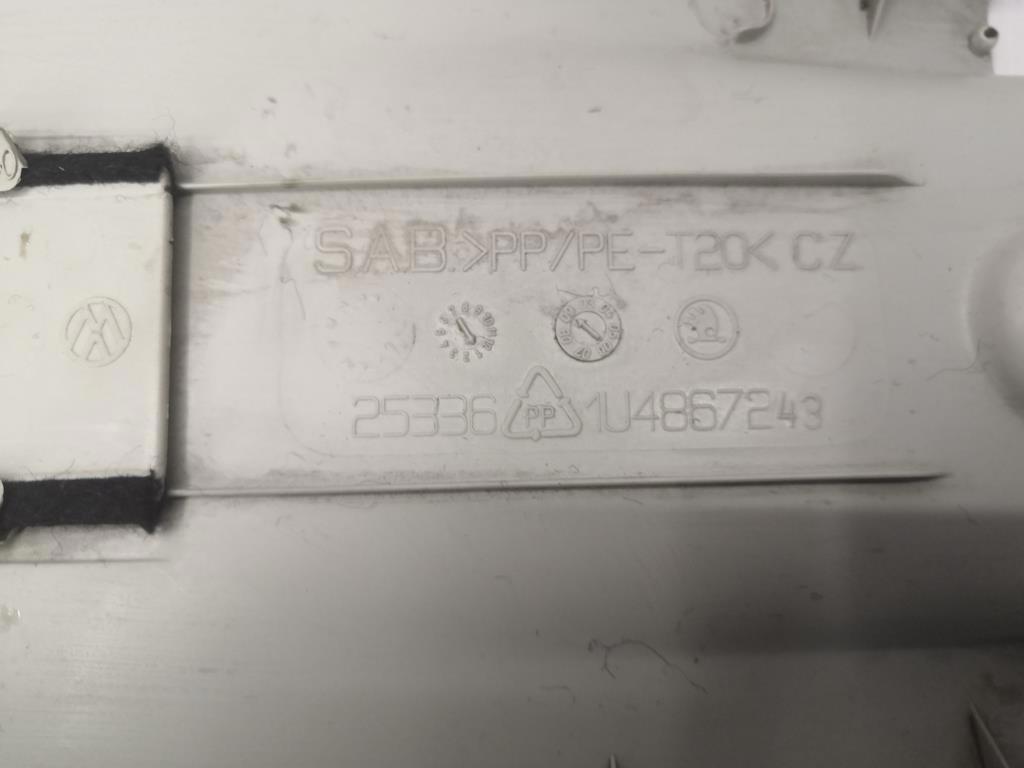 S.A.B. >PP/PE-T20< CZ
25336 PP 1U4867243